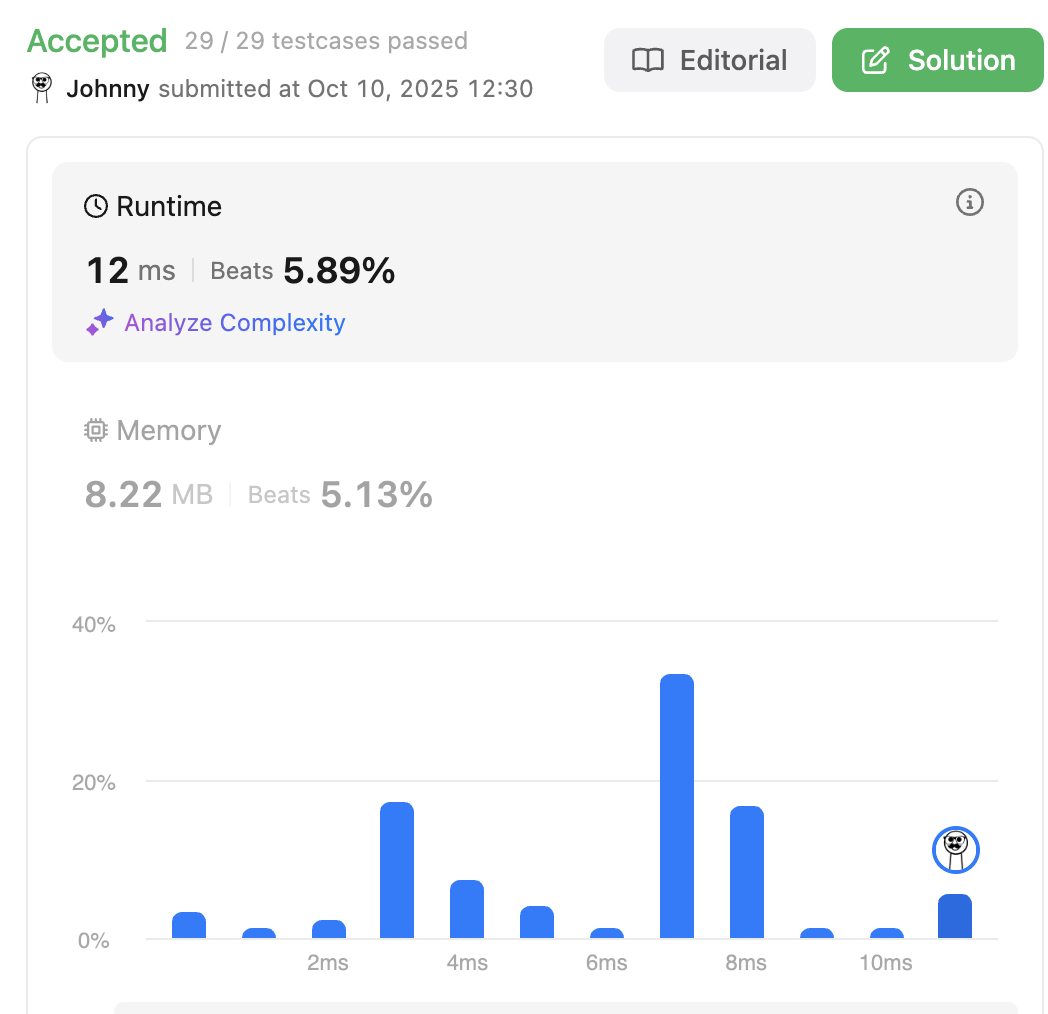 Accepted 29 / 29 testcases passed
Johnny submitted at Oct 10, 2025 12:30
Editorial
Solution
Runtime
12 ms Beats 5.89%
Analyze Complexity
Memory
8.22 MB Beats 5.13%
40%
20%
0%
2ms 4ms 6ms 8ms 10ms